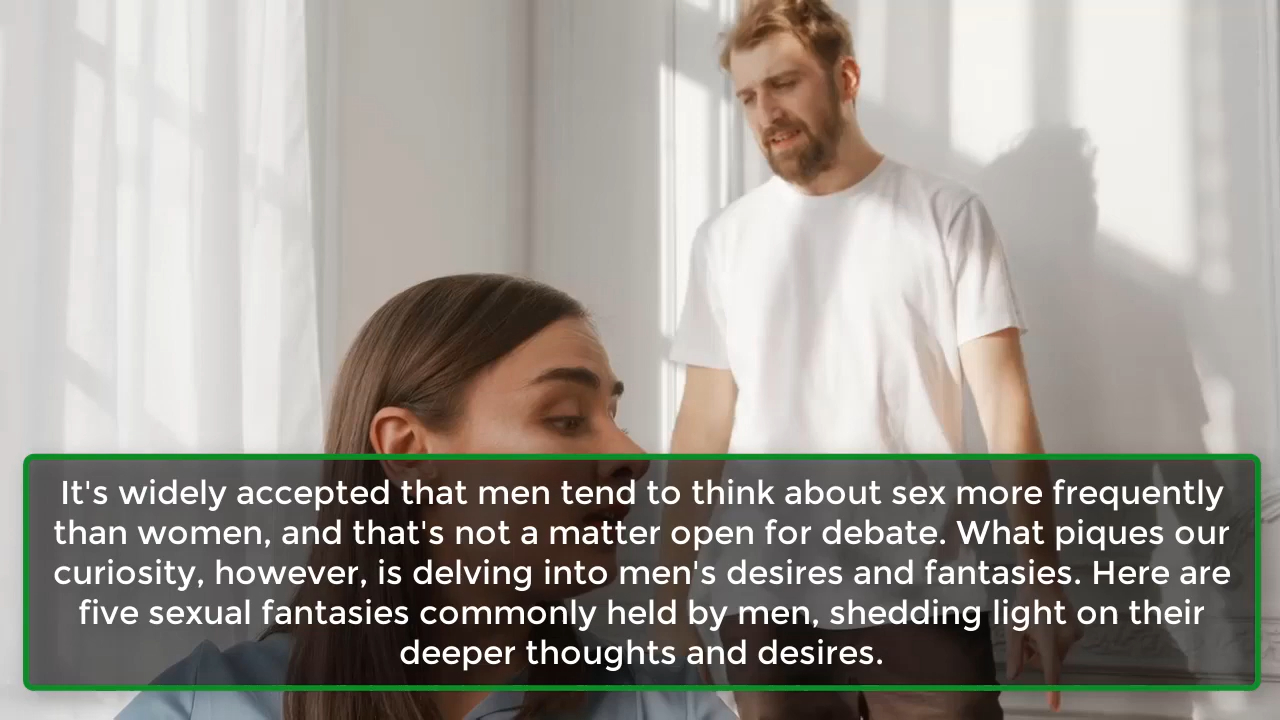 It's widely accepted that men tend to think about sex more frequently
than women, and that's not a matter open for debate. What piques our
curiosity, however, is delving into men's desires and fantasies. Here are
five sexual fantasies commonly held by men, shedding light on their
deeper thoughts and desires.